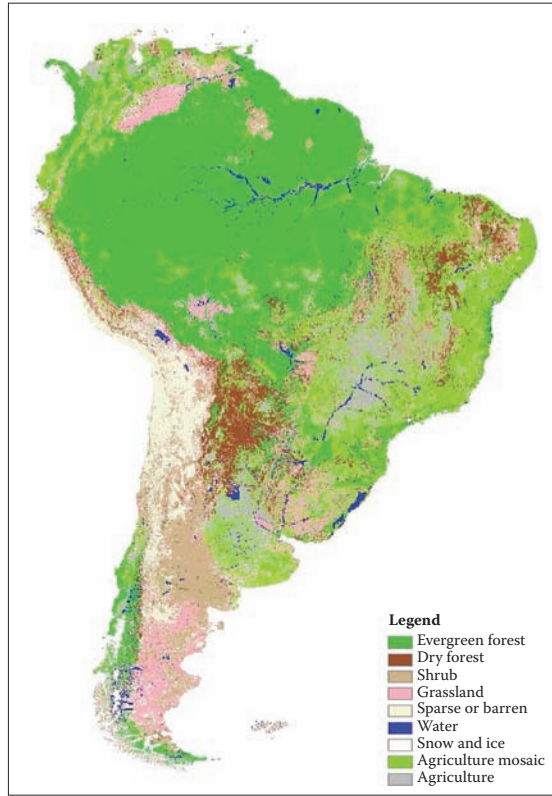 Legend
Evergreen forest
Dry forest
Shrub
Grassland
Sparse or barren
Water
Snow and ice
Agriculture mosaic
Agriculture